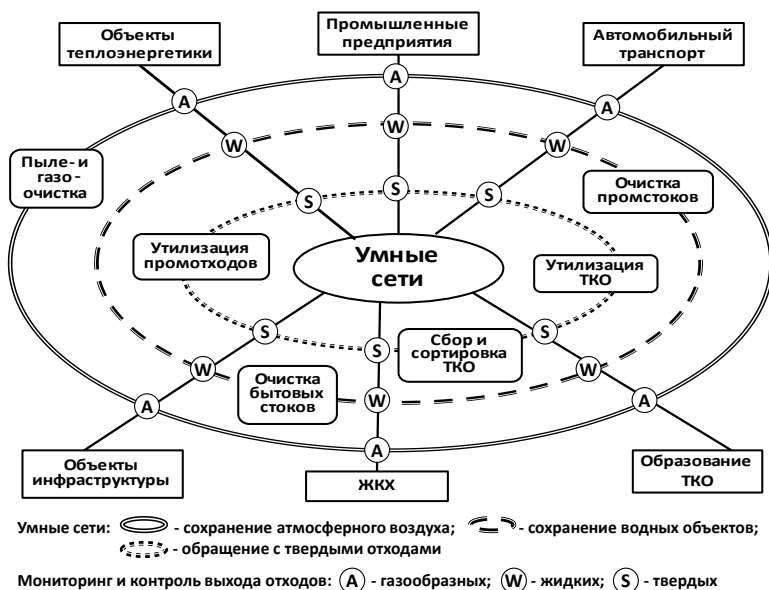 Объекты
теплоэнергетики
Промышленные
предприятия
Автомобильный
транспорт
A
A
A
W
W
W
S
S
S
Пыле- и
газо-
очистка
Очистка
промстоков
Утилизация
промотходов
Умные
сети
Утилизация
ТКО
S
S
S
Сбор и
сортировка
ТКО
W
W
W
Очистка
бытовых
стоков
A
A
A
Объекты
инфраструктуры
ЖКХ
Образование
ТКО
Умные сети: - сохранение атмосферного воздуха; - сохранение водных объектов;
- обращение с твердыми отходами
Мониторинг и контроль выхода отходов: A - газообразных; W - жидких; S - твердых